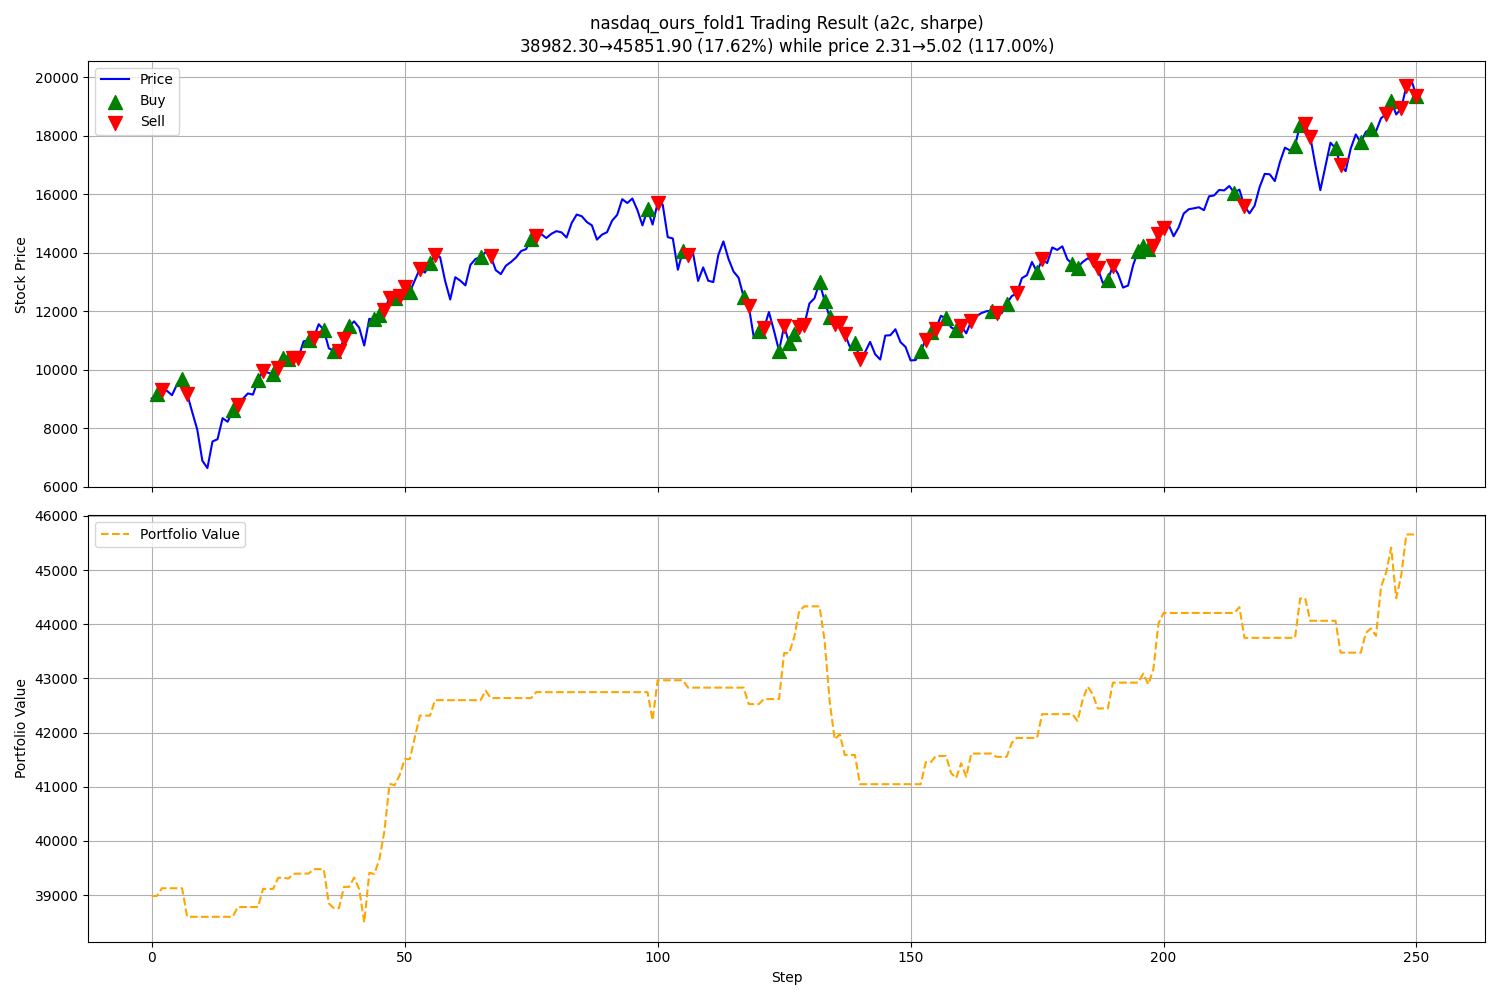 nasdaq_ours_fold1 Trading Result (a2c, sharpe)
38982.30→45851.90 (17.62%) while price 2.31→5.02 (117.00%)
Price
Buy
Sell
Stock Price
20000
18000
16000
14000
12000
10000
8000
6000
Portfolio Value
Portfolio Value
46000
45000
44000
43000
42000
41000
40000
39000
0
50
100
150
200
250
Step